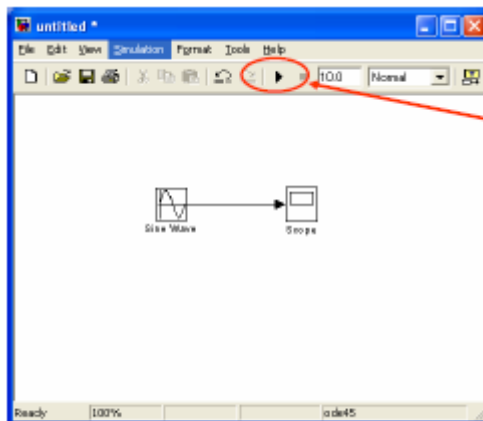 untitled *
File Edit View Simulation Format Tools Help
10.0 Normal
Sine Wave Scope
Ready 100% ode45